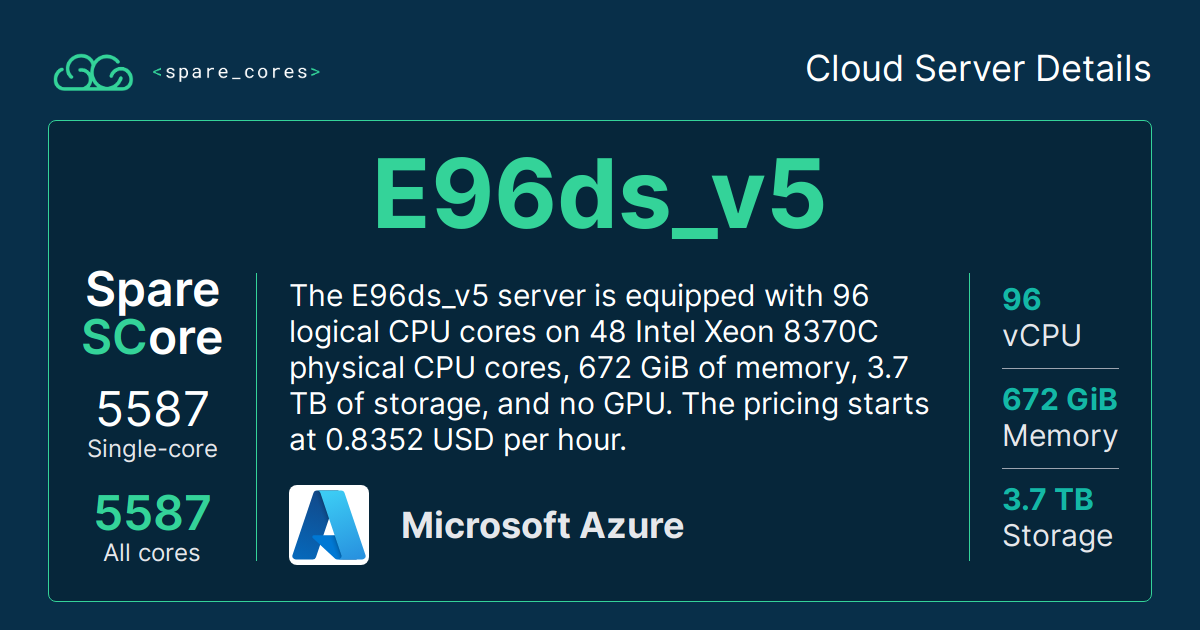 <spare_cores>
Cloud Server Details
E96ds_v5
Spare
SCore
5587
Single-core
5587
All cores
The E96ds_v5 server is equipped with 96
logical CPU cores on 48 Intel Xeon 8370C
physical CPU cores, 672 GiB of memory, 3.7
TB of storage, and no GPU. The pricing starts
at 0.8352 USD per hour.
Microsoft Azure
96
vCPU
672 GiB
Memory
3.7 TB
Storage